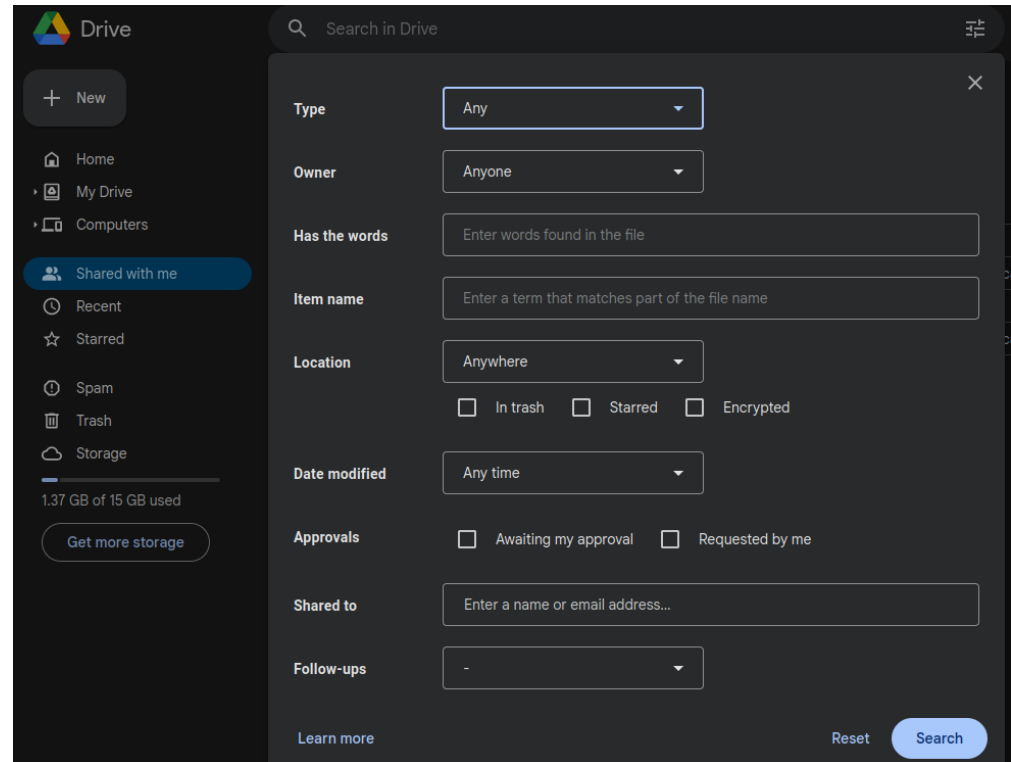 Drive
Search in Drive
New
Home
My Drive
Computers
Shared with me
Recent
Starred
Spam
Trash
Storage
1.37 GB of 15 GB used
Get more storage
Type
Any
Owner
Anyone
Has the words
Enter words found in the file
Item name
Enter a term that matches part of the file name
Location
Anywhere
In trash Starred Encrypted
Date modified
Any time
Approvals
Awaiting my approval Requested by me
Shared to
Enter a name or email address...
Follow-ups
-
Learn more
Reset
Search